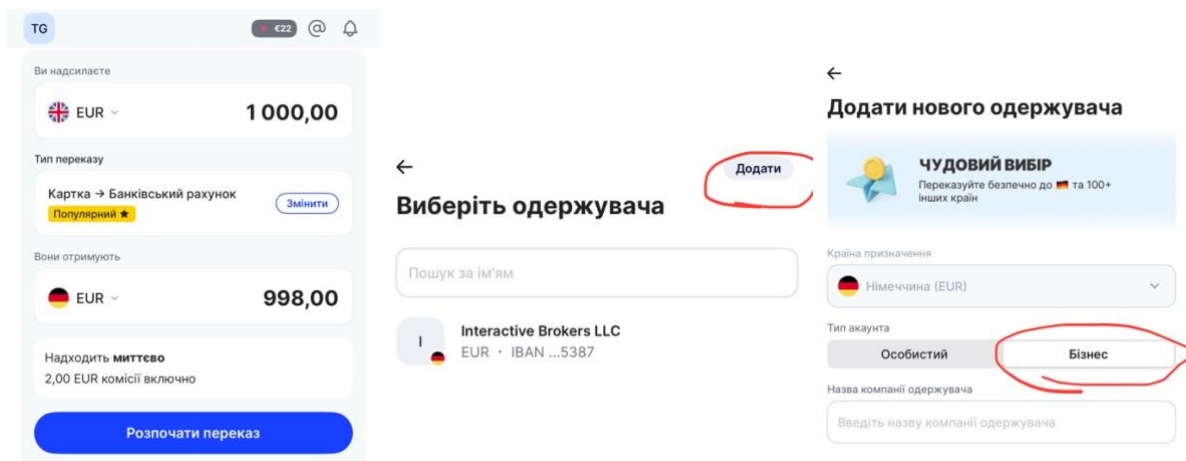 TG
€22
Ви надсилаєте
EUR
1 000,00
Тип переказу
Картка → Банківський рахунок
Популярний ★
Змінити
Вони отримують
EUR
998,00
Надходить миттєво
2,00 EUR комісії включно
Розпочати переказ
Додати
Виберіть одержувача
Пошук за ім'ям
I
Interactive Brokers LLC
EUR · IBAN ...5387
Додати нового одержувача
ЧУДОВИЙ ВИБІР
Переказуйте безпечно до 🇩🇪 та 100+
інших країн
Країна призначення
Німеччина (EUR)
Тип акаунта
Особистий
Бізнес
Назва компанії одержувача
Введіть назву компанії одержувача